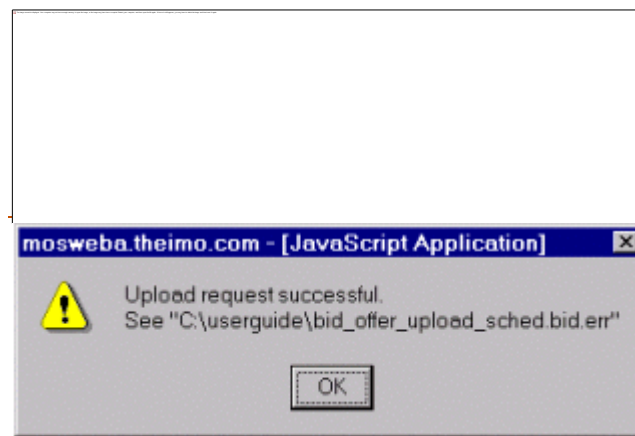 mosweba.theimo.com - [JavaScript Application]
Upload request successful.
See "C:\userguide\bid_offer_upload_sched.bid.err"
OK